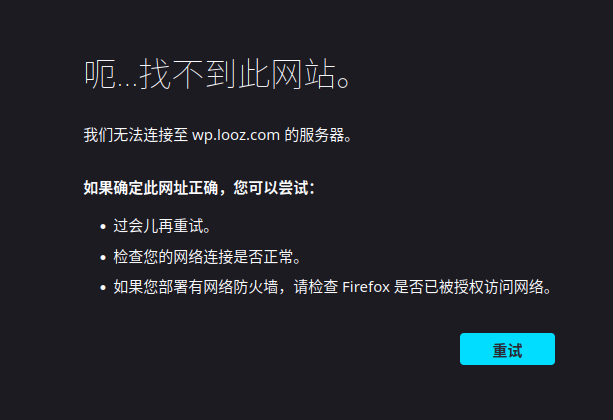 呃...找不到此网站。
我们无法连接至 wp.looz.com 的服务器。
如果确定此网址正确，您可以尝试：
• 过会儿再重试。
• 检查您的网络连接是否正常。
• 如果您部署有网络防火墙，请检查 Firefox 是否已被授权访问网络。
重试